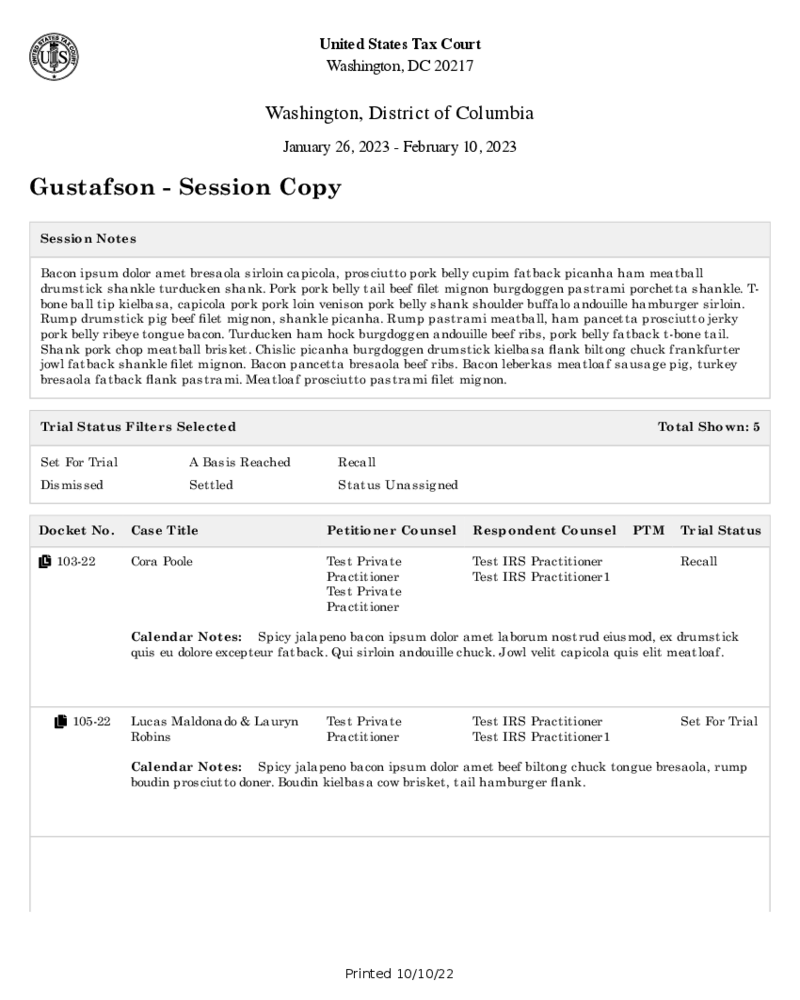 UNITED STATES TAX COURT
US
United States Tax Court
Washington, DC 20217
Washington, District of Columbia
January 26, 2023 - February 10, 2023
Gustafson - Session Copy
Session Notes
Bacon ipsum dolor amet bresaola sirloin capicola, prosciutto pork belly cupim fatback picanha ham meatball
drumstick shankle turducken shank. Pork pork belly tail beef filet mignon burgdoggen pastrami porchetta shankle. T-
bone ball tip kielbasa, capicola pork pork loin venison pork belly shank shoulder buffalo andouille hamburger sirloin.
Rump drumstick pig beef filet mignon, shankle picanha. Rump pastrami meatball, ham pancetta prosciutto jerky
pork belly ribeye tongue bacon. Turducken ham hock burgdoggen andouille beef ribs, pork belly fatback t-bone tail.
Shank pork chop meatball brisket. Chislic picanha burgdoggen drumstick kielbasa flank biltong chuck frankfurter
jowl fatback shankle filet mignon. Bacon pancetta bresaola beef ribs. Bacon leberkas meatloaf sausage pig, turkey
bresaola fatback flank pastrami. Meatloaf prosciutto pastrami filet mignon.
Trial Status Filters Selected Total Shown: 5
Set For Trial A Basis Reached Recall
Dismissed Settled Status Unassigned
Docket No. Case Title Petitioner Counsel Respondent Counsel PTM Trial Status
103-22 Cora Poole Test Private Test IRS Practitioner Recall
Practitioner Test IRS Practitioner1
Test Private
Practitioner
Calendar Notes: Spicy jalapeno bacon ipsum dolor amet laborum nostrud eiusmod, ex drumstick
quis eu dolore excepteur fatback. Qui sirloin andouille chuck. Jowl velit capicola quis elit meatloaf.
105-22 Lucas Maldonado & Lauryn Test Private Test IRS Practitioner Set For Trial
Robins Practitioner Test IRS Practitioner1
Calendar Notes: Spicy jalapeno bacon ipsum dolor amet beef biltong chuck tongue bresaola, rump
boudin prosciutto doner. Boudin kielbasa cow brisket, tail hamburger flank.
Printed 10/10/22